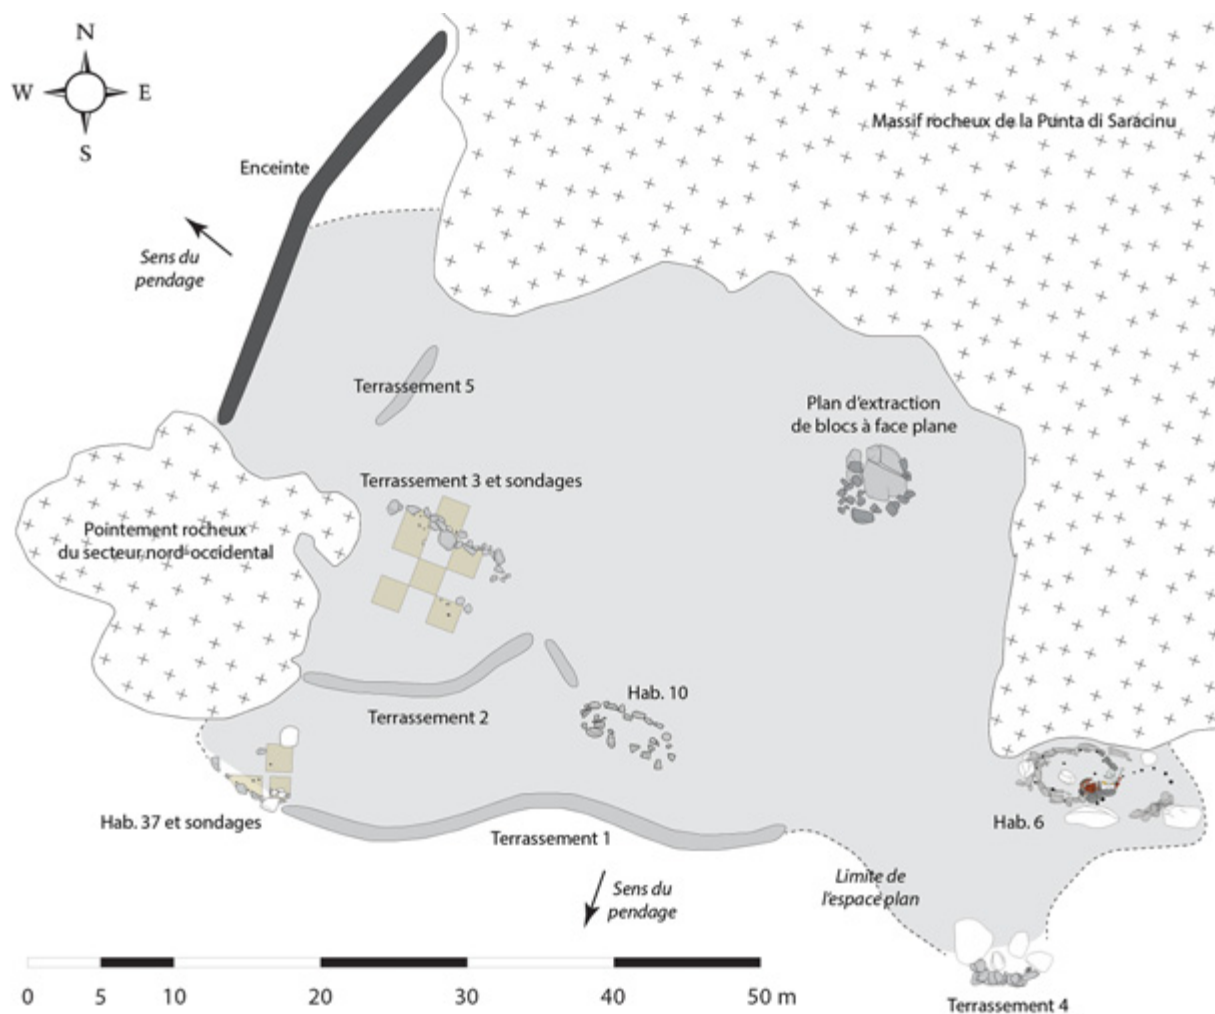 N
W
E
S
Massif rocheux de la Punta di Saracinu
Enceinte
Sens du
pendage
Terrassement 5
Plan d'extraction
de blocs à face plane
Terrassement 3 et sondages
Pointement rocheux
du secteur nord-occidental
Hab. 10
Terrassement 2
Hab. 37 et sondages
Hab. 6
Terrassement 1
Limite de
l'espace plan
Sens du
pendage
0 5 10 20 30 40 50 m
Terrassement 4